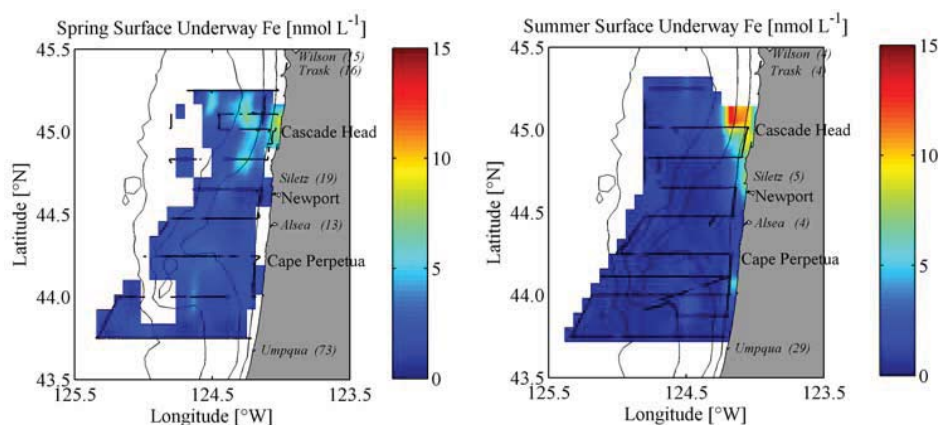 Spring Surface Underway Fe [nmol L⁻¹]
45.5
45.0
44.5
44.0
43.5
Latitude [°N]
Wilson (15)
Trask (16)
Cascade Head
Siletz (19)
Newport
Alsea (13)
Cape Perpetua
Umpqua (73)
125.5
124.5
123.5
Longitude [°W]
15
10
5
0
Summer Surface Underway Fe [nmol L⁻¹]
45.5
45.0
44.5
44.0
43.5
Latitude [°N]
Wilson (4)
Trask (4)
Cascade Head
Siletz (5)
Newport
Alsea (4)
Cape Perpetua
Umpqua (29)
125.5
124.5
123.5
Longitude [°W]
15
10
5
0